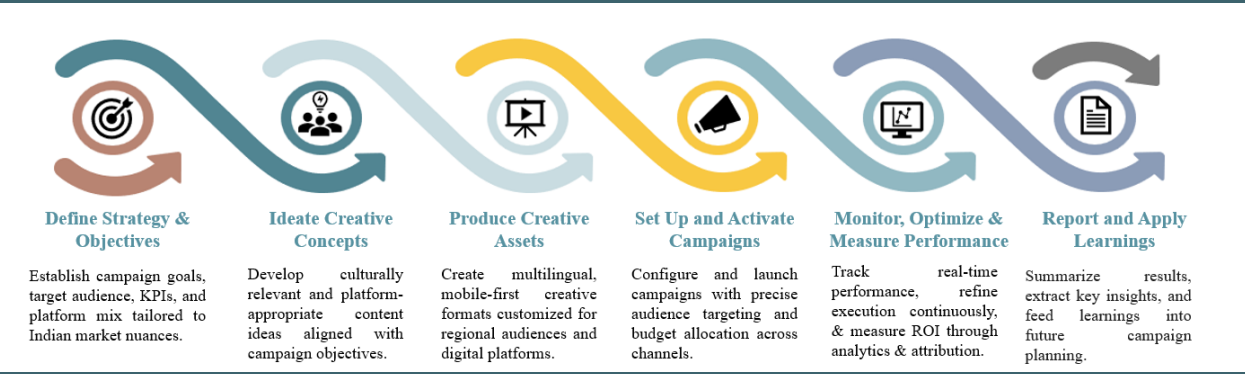 Define Strategy &
Objectives
Establish campaign goals,
target audience, KPIs, and
platform mix tailored to
Indian market nuances.
Ideate Creative
Concepts
Develop culturally
relevant and platform-
appropriate content
ideas aligned with
campaign objectives.
Produce Creative
Assets
Create multilingual,
mobile-first creative
formats customized for
regional audiences and
digital platforms.
Set Up and Activate
Campaigns
Configure and launch
campaigns with precise
audience targeting and
budget allocation across
channels.
Monitor, Optimize &
Measure Performance
Track real-time
performance, refine
execution continuously,
& measure ROI through
analytics & attribution.
Report and Apply
Learnings
Summarize results,
extract key insights, and
feed learnings into
future campaign
planning.